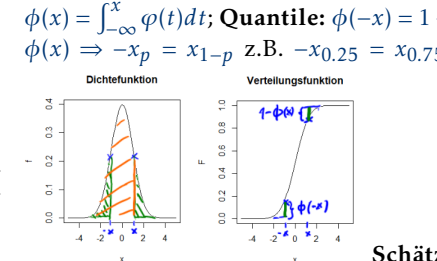 ϕ(x) = ∫_{−∞}^{x} φ(t)dt; Quantile: ϕ(−x) = 1
ϕ(x) ⇒ −x_p = x_{1−p} z.B. −x_{0.25} = x_{0.75}
Dichtefunktion
Verteilungsfunktion
f
0.0 0.1 0.2 0.3 0.4
-x x
-4 -2 0 2 4
x
F
0.0 0.2 0.4 0.6 0.8 1.0
1-ϕ(x)
ϕ(-x)
-x x
-4 -2 0 2 4
x
Schätz